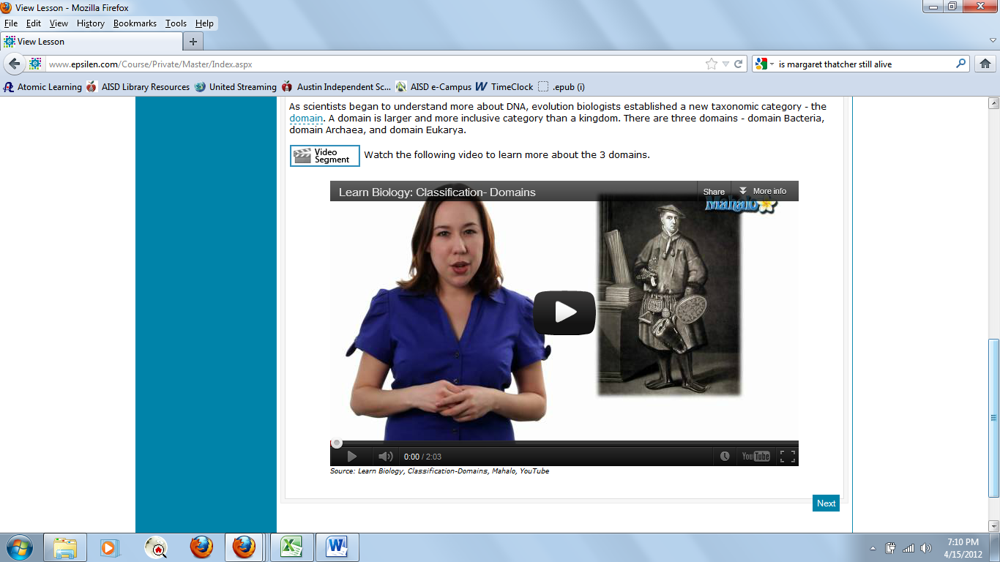 View Lesson - Mozilla Firefox
File Edit View History Bookmarks Tools Help
View Lesson
www.epsilen.com/Course/Private/Master/Index.aspx
is margaret thatcher still alive
Atomic Learning AISD Library Resources United Streaming Austin Independent Sc... AISD e-Campus TimeClock .epub (i)
As scientists began to understand more about DNA, evolution biologists established a new taxonomic category - the
domain. A domain is larger and more inclusive category than a kingdom. There are three domains - domain Bacteria,
domain Archaea, and domain Eukarya.
Video
Segment
Watch the following video to learn more about the 3 domains.
Learn Biology: Classification- Domains
Share More info
Mahalo
0:00 / 2:03
YouTube
Source: Learn Biology, Classification-Domains, Mahalo, YouTube
Next
7:10 PM
4/15/2012